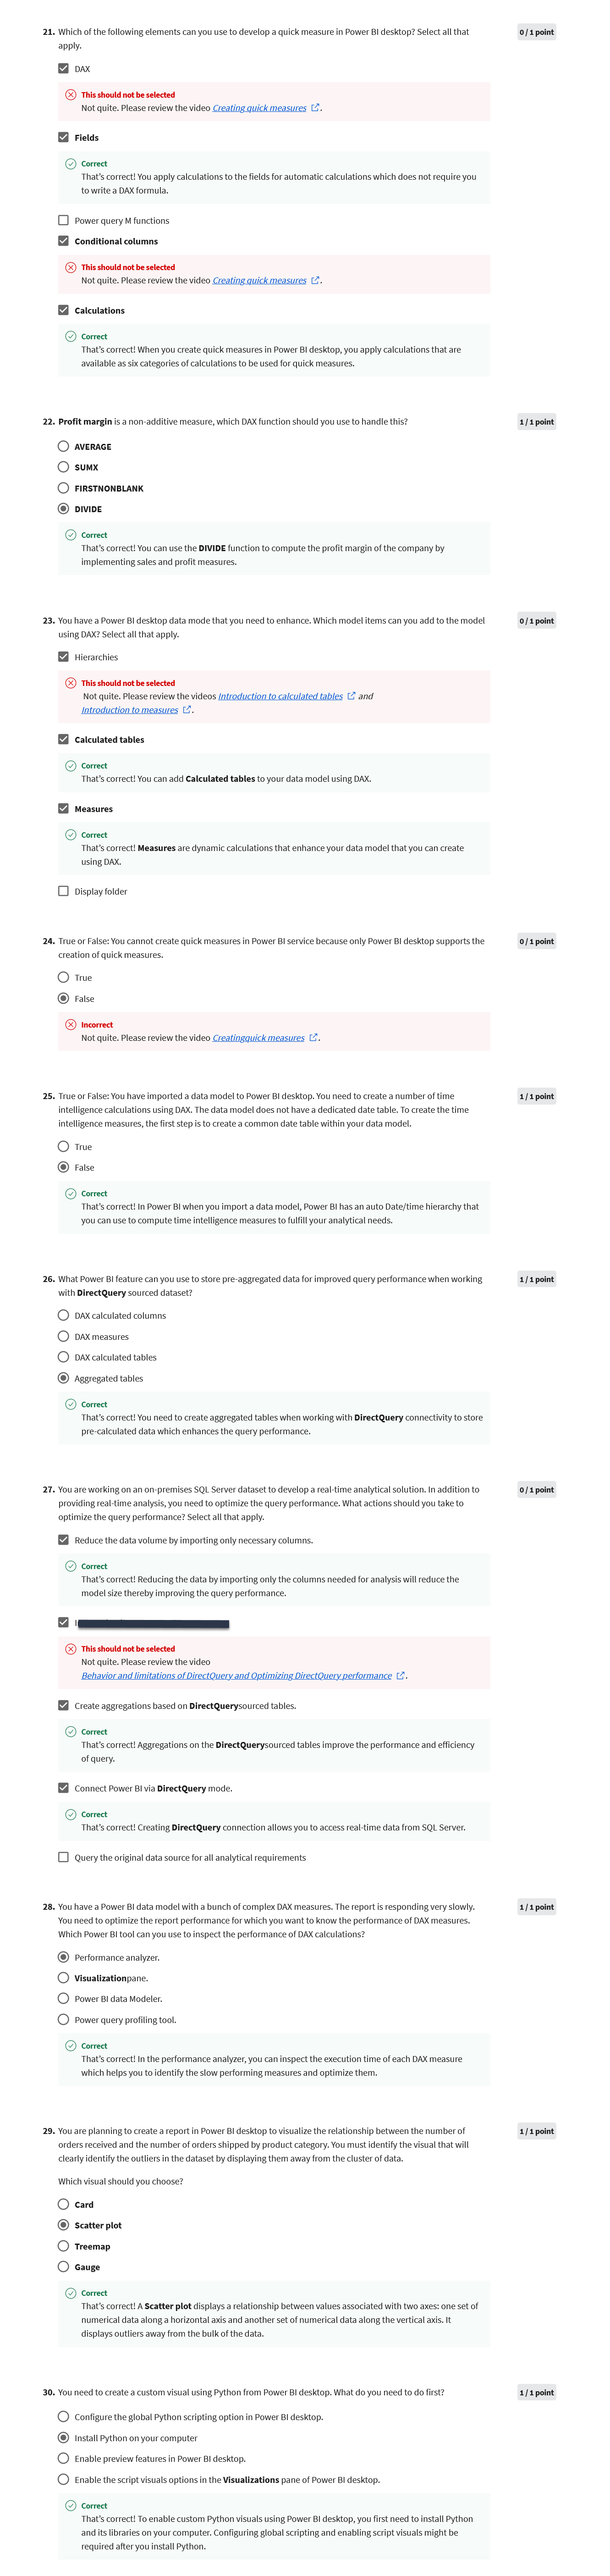 21. Which of the following elements can you use to develop a quick measure in Power BI desktop? Select all that
apply.
0 / 1 point
DAX
This should not be selected
Not quite. Please review the video Creating quick measures .
Fields
Correct
That's correct! You apply calculations to the fields for automatic calculations which does not require you
to write a DAX formula.
Power query M functions
Conditional columns
This should not be selected
Not quite. Please review the video Creating quick measures .
Calculations
Correct
That's correct! When you create quick measures in Power BI desktop, you apply calculations that are
available as six categories of calculations to be used for quick measures.
22. Profit margin is a non-additive measure, which DAX function should you use to handle this?
1 / 1 point
AVERAGE
SUMX
FIRSTNONBLANK
DIVIDE
Correct
That's correct! You can use the DIVIDE function to compute the profit margin of the company by
implementing sales and profit measures.
23. You have a Power BI desktop data mode that you need to enhance. Which model items can you add to the model
using DAX? Select all that apply.
0 / 1 point
Hierarchies
This should not be selected
Not quite. Please review the videos Introduction to calculated tables and
Introduction to measures .
Calculated tables
Correct
That's correct! You can add Calculated tables to your data model using DAX.
Measures
Correct
That's correct! Measures are dynamic calculations that enhance your data model that you can create
using DAX.
Display folder
24. True or False: You cannot create quick measures in Power BI service because only Power BI desktop supports the
creation of quick measures.
0 / 1 point
True
False
Incorrect
Not quite. Please review the video Creatingquick measures .
25. True or False: You have imported a data model to Power BI desktop. You need to create a number of time
intelligence calculations using DAX. The data model does not have a dedicated date table. To create the time
intelligence measures, the first step is to create a common date table within your data model.
1 / 1 point
True
False
Correct
That's correct! In Power BI when you import a data model, Power BI has an auto Date/time hierarchy that
you can use to compute time intelligence measures to fulfill your analytical needs.
26. What Power BI feature can you use to store pre-aggregated data for improved query performance when working
with DirectQuery sourced dataset?
1 / 1 point
DAX calculated columns
DAX measures
DAX calculated tables
Aggregated tables
Correct
That's correct! You need to create aggregated tables when working with DirectQuery connectivity to store
pre-calculated data which enhances the query performance.
27. You are working on an on-premises SQL Server dataset to develop a real-time analytical solution. In addition to
providing real-time analysis, you need to optimize the query performance. What actions should you take to
optimize the query performance? Select all that apply.
0 / 1 point
Reduce the data volume by importing only necessary columns.
Correct
That's correct! Reducing the data by importing only the columns needed for analysis will reduce the
model size thereby improving the query performance.
This should not be selected
Not quite. Please review the video
Behavior and limitations of DirectQuery and Optimizing DirectQuery performance .
Create aggregations based on DirectQuerysourced tables.
Correct
That's correct! Aggregations on the DirectQuerysourced tables improve the performance and efficiency
of query.
Connect Power BI via DirectQuery mode.
Correct
That's correct! Creating DirectQuery connection allows you to access real-time data from SQL Server.
Query the original data source for all analytical requirements
28. You have a Power BI data model with a bunch of complex DAX measures. The report is responding very slowly.
You need to optimize the report performance for which you want to know the performance of DAX measures.
Which Power BI tool can you use to inspect the performance of DAX calculations?
1 / 1 point
Performance analyzer.
Visualizationpane.
Power BI data Modeler.
Power query profiling tool.
Correct
That's correct! In the performance analyzer, you can inspect the execution time of each DAX measure
which helps you to identify the slow performing measures and optimize them.
29. You are planning to create a report in Power BI desktop to visualize the relationship between the number of
orders received and the number of orders shipped by product category. You must identify the visual that will
clearly identify the outliers in the dataset by displaying them away from the cluster of data.
1 / 1 point
Which visual should you choose?
Card
Scatter plot
Treemap
Gauge
Correct
That's correct! A Scatter plot displays a relationship between values associated with two axes: one set of
numerical data along a horizontal axis and another set of numerical data along the vertical axis. It
displays outliers away from the bulk of the data.
30. You need to create a custom visual using Python from Power BI desktop. What do you need to do first?
1 / 1 point
Configure the global Python scripting option in Power BI desktop.
Install Python on your computer
Enable preview features in Power BI desktop.
Enable the script visuals options in the Visualizations pane of Power BI desktop.
Correct
That's correct! To enable custom Python visuals using Power BI desktop, you first need to install Python
and its libraries on your computer. Configuring global scripting and enabling script visuals might be
required after you install Python.